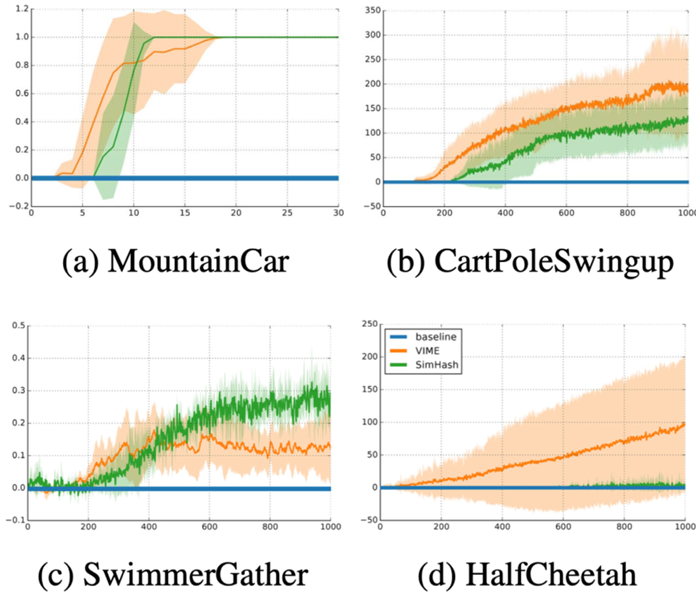 1.2
1.0
0.8
0.6
0.4
0.2
0.0
−0.2
0 5 10 15 20 25 30
(a) MountainCar
350
300
250
200
150
100
50
0
−50
0 200 400 600 800 1000
(b) CartPoleSwingup
0.5
0.4
0.3
0.2
0.1
0.0
−0.1
0 200 400 600 800 1000
(c) SwimmerGather
250
200
150
100
50
0
−50
0 200 400 600 800 1000
baseline
VIME
SimHash
(d) HalfCheetah